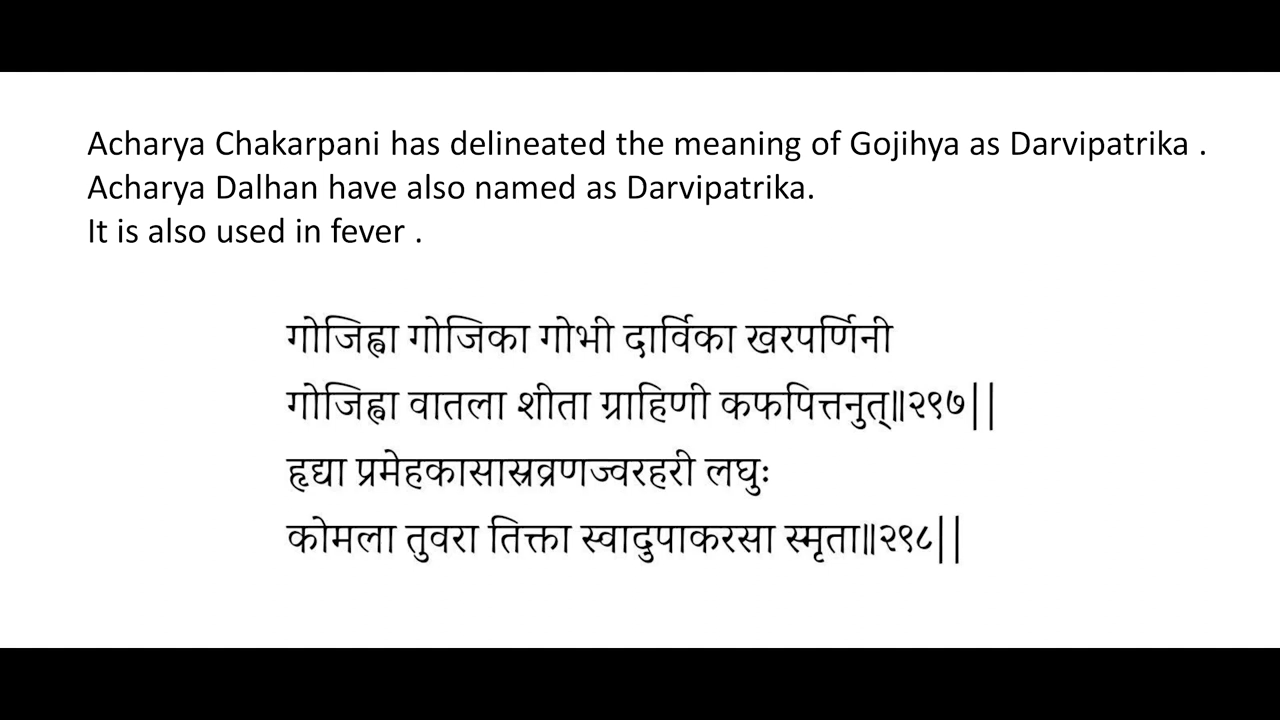 Acharya Chakarpani has delineated the meaning of Gojihya as Darvipatrika .
Acharya Dalhan have also named as Darvipatrika.
It is also used in fever .
गोजिह्वा गोजिका गोभी दार्विका खरपर्णिनी
गोजिह्वा वातला शीता ग्राहिणी कफपित्तनुत्॥२९७||
हृद्या प्रमेहकासास्रव्रणज्वरहरी लघुः
कोमला तुवरा तिक्ता स्वादुपाकरसा स्मृता॥२९८||